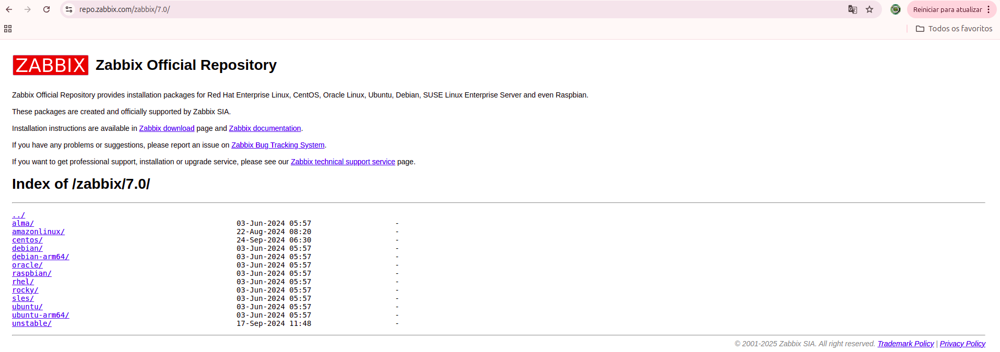 repo.zabbix.com/zabbix/7.0/
Reiniciar para atualizar
Todos os favoritos
ZABBIX Zabbix Official Repository
Zabbix Official Repository provides installation packages for Red Hat Enterprise Linux, CentOS, Oracle Linux, Ubuntu, Debian, SUSE Linux Enterprise Server and even Raspbian.
These packages are created and officially supported by Zabbix SIA.
Installation instructions are available in Zabbix download page and Zabbix documentation.
If you have any problems or suggestions, please report an issue on Zabbix Bug Tracking System.
If you want to get professional support, installation or upgrade service, please see our Zabbix technical support service page.
Index of /zabbix/7.0/
../
alma/ 03-Jun-2024 05:57 -
amazonlinux/ 22-Aug-2024 08:20 -
centos/ 24-Sep-2024 06:30 -
debian/ 03-Jun-2024 05:57 -
debian-arm64/ 03-Jun-2024 05:57 -
oracle/ 03-Jun-2024 05:57 -
raspbian/ 03-Jun-2024 05:57 -
rhel/ 03-Jun-2024 05:57 -
rocky/ 03-Jun-2024 05:57 -
sles/ 03-Jun-2024 05:57 -
ubuntu/ 03-Jun-2024 05:57 -
ubuntu-arm64/ 03-Jun-2024 05:57 -
unstable/ 17-Sep-2024 11:48 -
© 2001-2025 Zabbix SIA. All right reserved. Trademark Policy | Privacy Policy